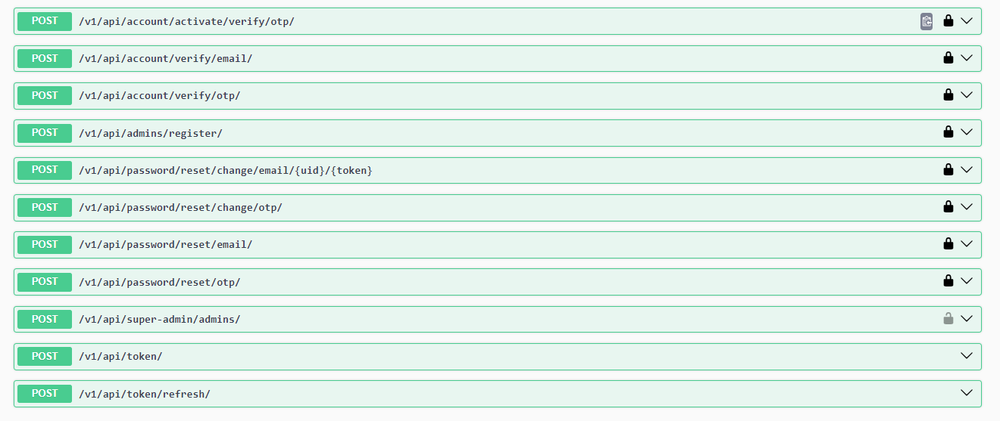 POST /v1/api/account/activate/verify/otp/
POST /v1/api/account/verify/email/
POST /v1/api/account/verify/otp/
POST /v1/api/admins/register/
POST /v1/api/password/reset/change/email/{uid}/{token}
POST /v1/api/password/reset/change/otp/
POST /v1/api/password/reset/email/
POST /v1/api/password/reset/otp/
POST /v1/api/super-admin/admins/
POST /v1/api/token/
POST /v1/api/token/refresh/